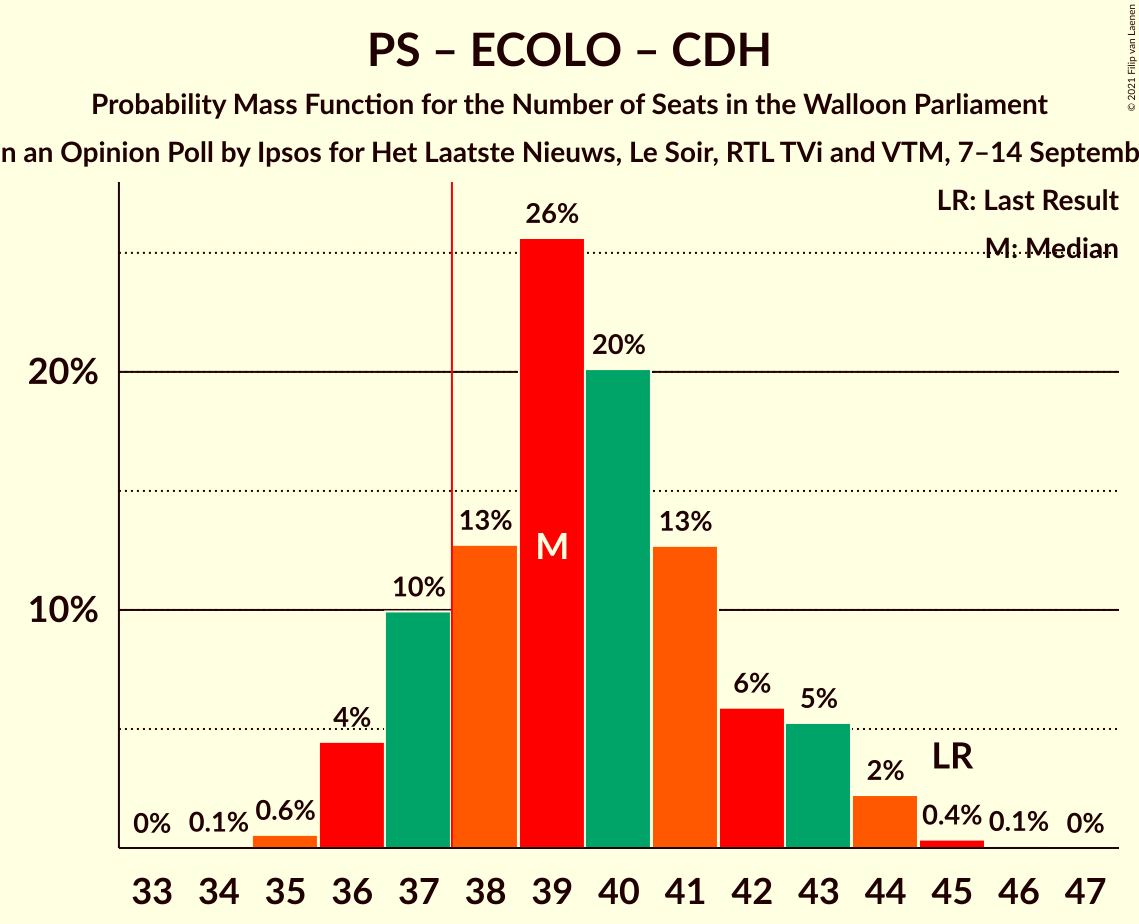 © 2021 Filip van Laenen
PS – ECOLO – CDH
Probability Mass Function for the Number of Seats in the Walloon Parliament
n an Opinion Poll by Ipsos for Het Laatste Nieuws, Le Soir, RTL TVi and VTM, 7–14 Septemb
LR: Last Result
M: Median
26%
20%
20%
13%
13%
M
10%
10%
6%
5%
4%
LR
2%
0%
0.1%
0.6%
0.4%
0.1%
0%
33 34 35 36 37 38 39 40 41 42 43 44 45 46 47